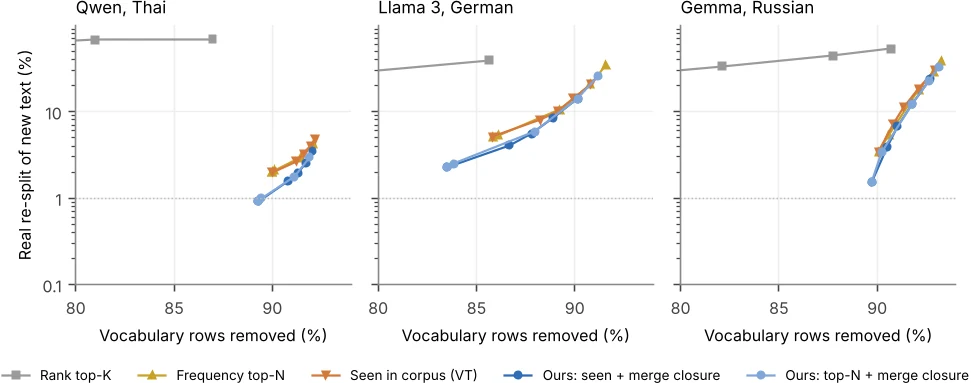 Qwen, Thai
Llama 3, German
Gemma, Russian
Real re-split of new text (%)
10
1
0.1
80 85 90
80 85 90
80 85 90
Vocabulary rows removed (%)
Vocabulary rows removed (%)
Vocabulary rows removed (%)
Rank top-K
Frequency top-N
Seen in corpus (VT)
Ours: seen + merge closure
Ours: top-N + merge closure